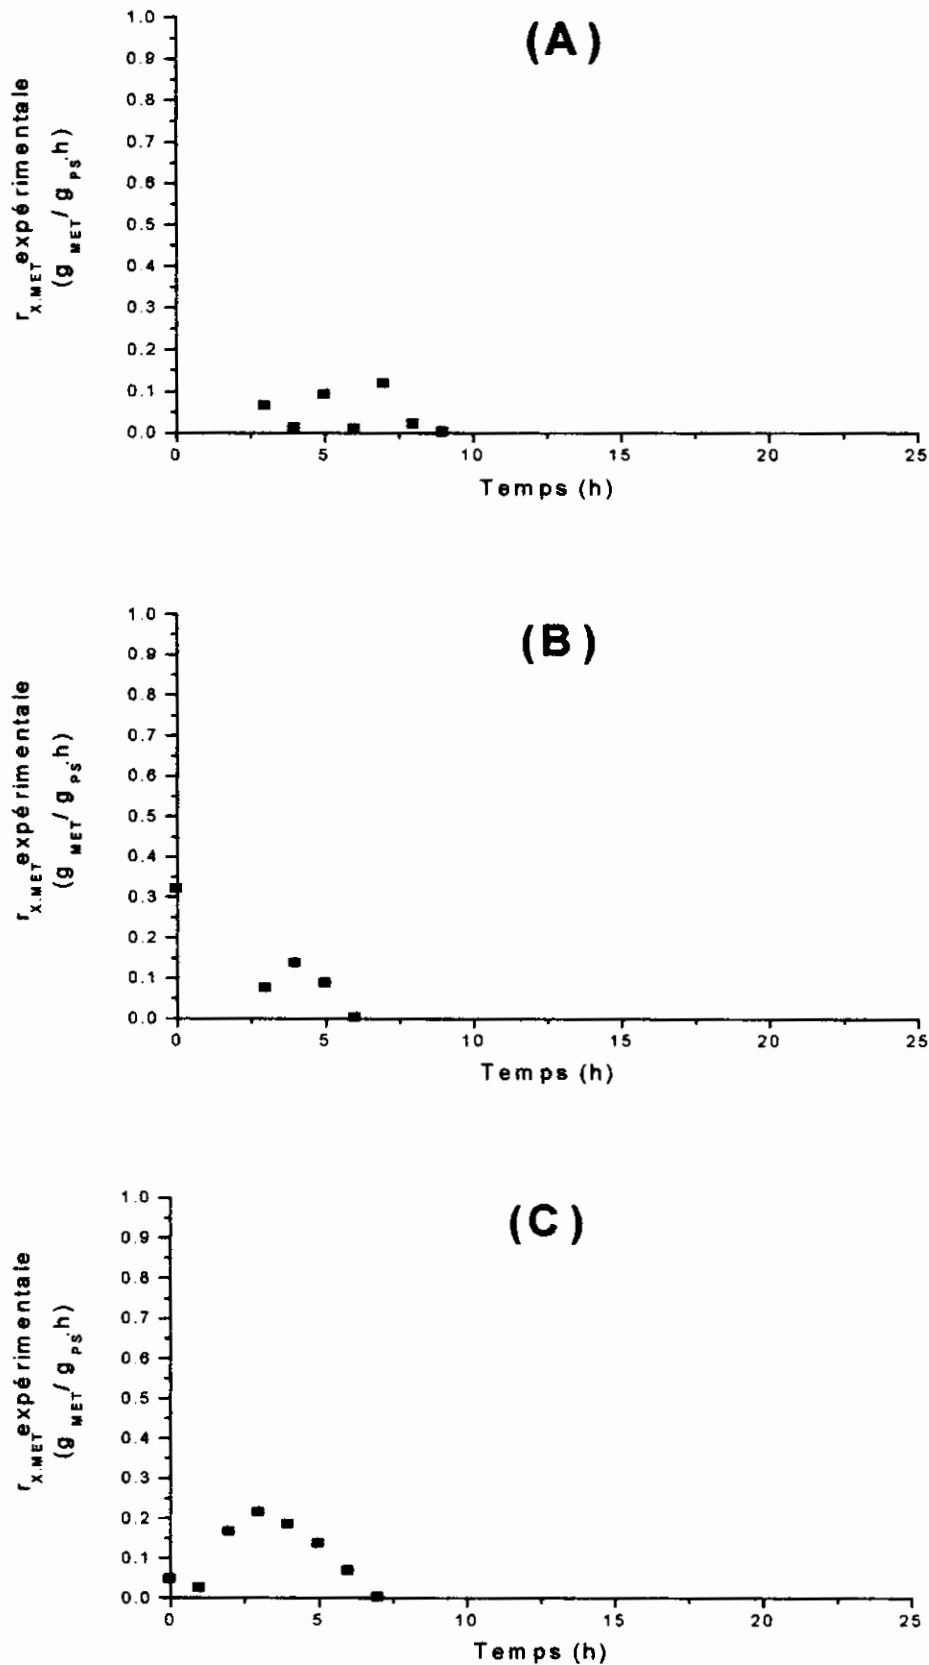 (A)
r X.MET expérimentale
(g MET / g PS.h)
1.0
0.9
0.8
0.7
0.6
0.5
0.4
0.3
0.2
0.1
0.0
0 5 10 15 20 25
Temps (h)
(B)
r X.MET expérimentale
(g MET / g PS.h)
1.0
0.9
0.8
0.7
0.6
0.5
0.4
0.3
0.2
0.1
0.0
0 5 10 15 20 25
Temps (h)
(C)
r X.MET expérimentale
(g MET / g PS.h)
1.0
0.9
0.8
0.7
0.6
0.5
0.4
0.3
0.2
0.1
0.0
0 5 10 15 20 25
Temps (h)